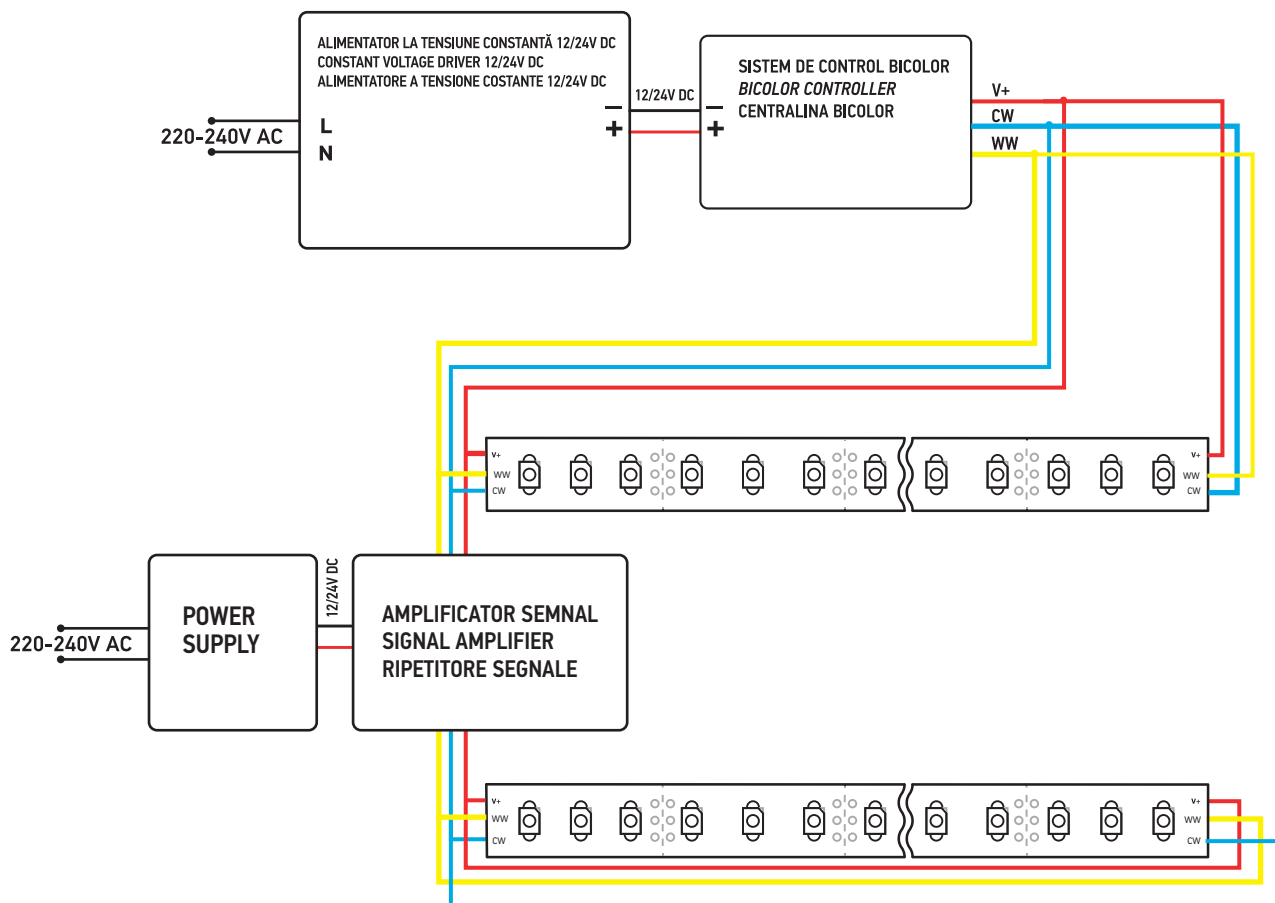 ALIMENTATOR LA TENSIUNE CONSTANTĂ 12/24V DC
CONSTANT VOLTAGE DRIVER 12/24V DC
ALIMENTATORE A TENSIONE COSTANTE 12/24V DC
220-240V AC
L
N
−
+
12/24V DC
−
+
SISTEM DE CONTROL BICOLOR
BICOLOR CONTROLLER
CENTRALINA BICOLOR
V+
CW
WW
V+
WW
CW
V+
WW
CW
220-240V AC
POWER
SUPPLY
12/24V DC
AMPLIFICATOR SEMNAL
SIGNAL AMPLIFIER
RIPETITORE SEGNALE
V+
WW
CW
V+
WW
CW